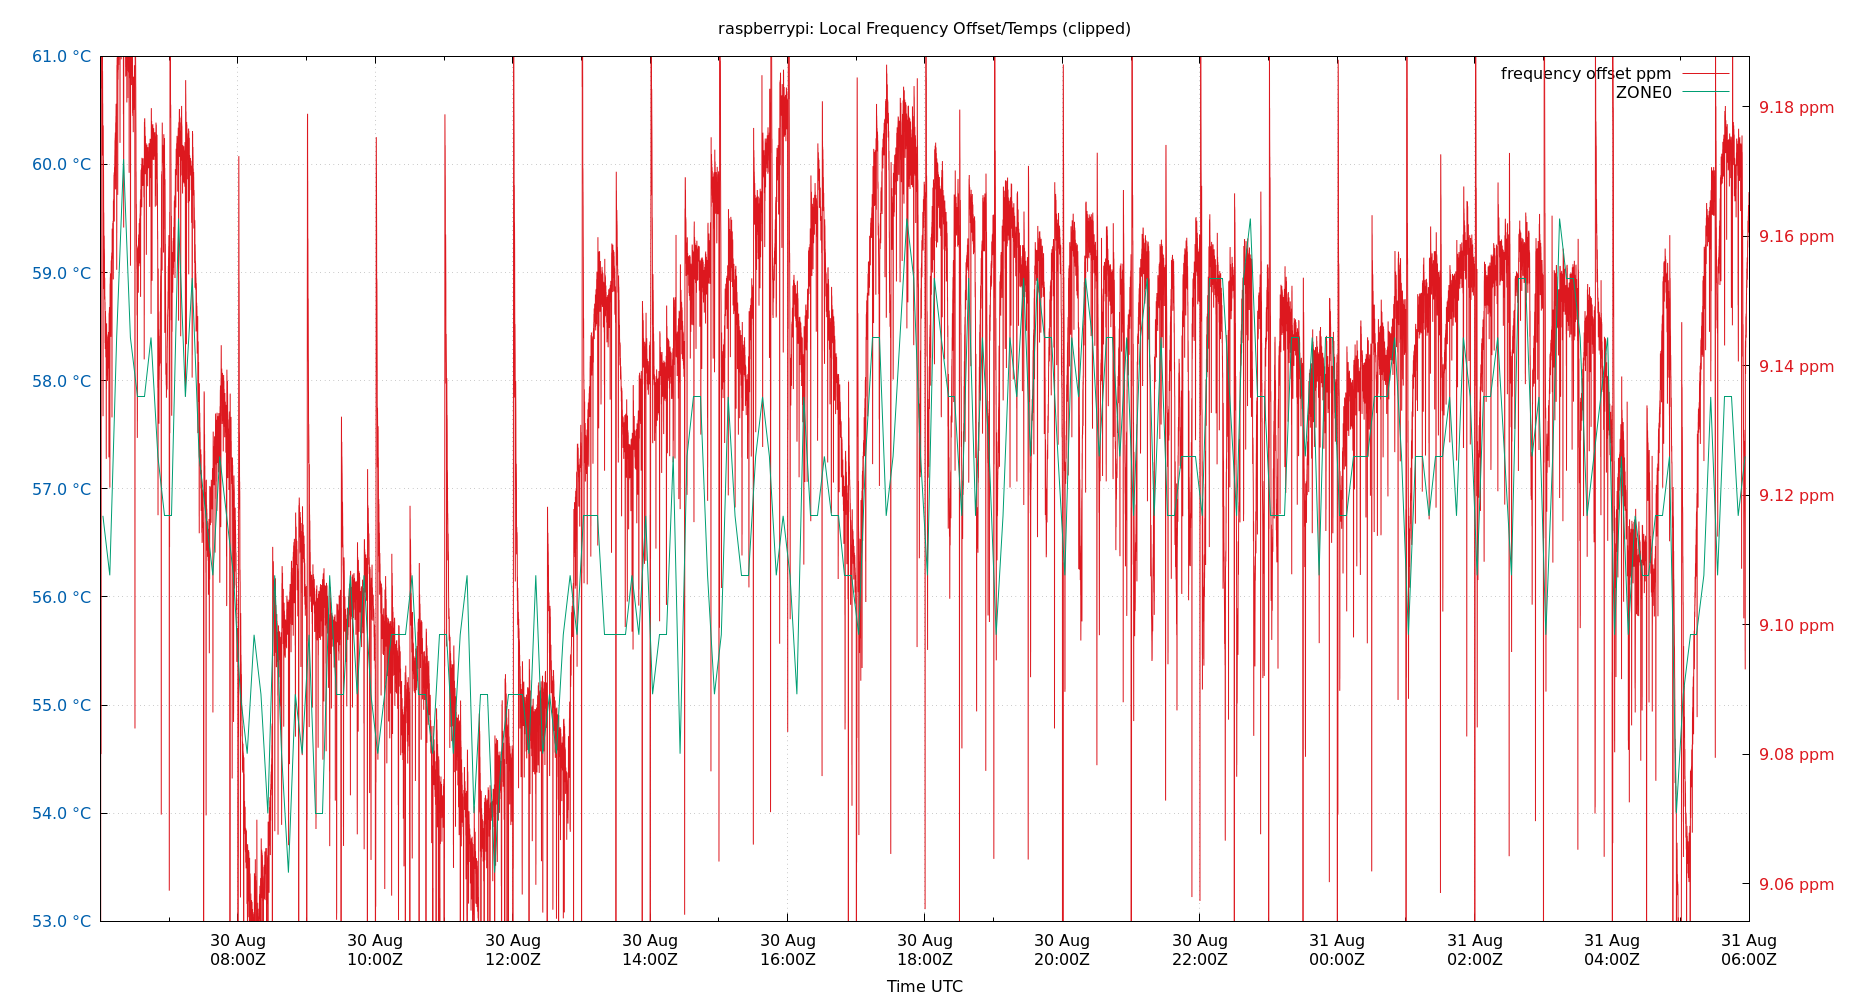 raspberrypi: Local Frequency Offset/Temps (clipped)
frequency offset ppm
ZONE0
61.0 °C
60.0 °C
59.0 °C
58.0 °C
57.0 °C
56.0 °C
55.0 °C
54.0 °C
53.0 °C
9.18 ppm
9.16 ppm
9.14 ppm
9.12 ppm
9.10 ppm
9.08 ppm
9.06 ppm
30 Aug 30 Aug 30 Aug 30 Aug 30 Aug 30 Aug 30 Aug 30 Aug 31 Aug 31 Aug 31 Aug 31 Aug
08:00Z 10:00Z 12:00Z 14:00Z 16:00Z 18:00Z 20:00Z 22:00Z 00:00Z 02:00Z 04:00Z 06:00Z
Time UTC